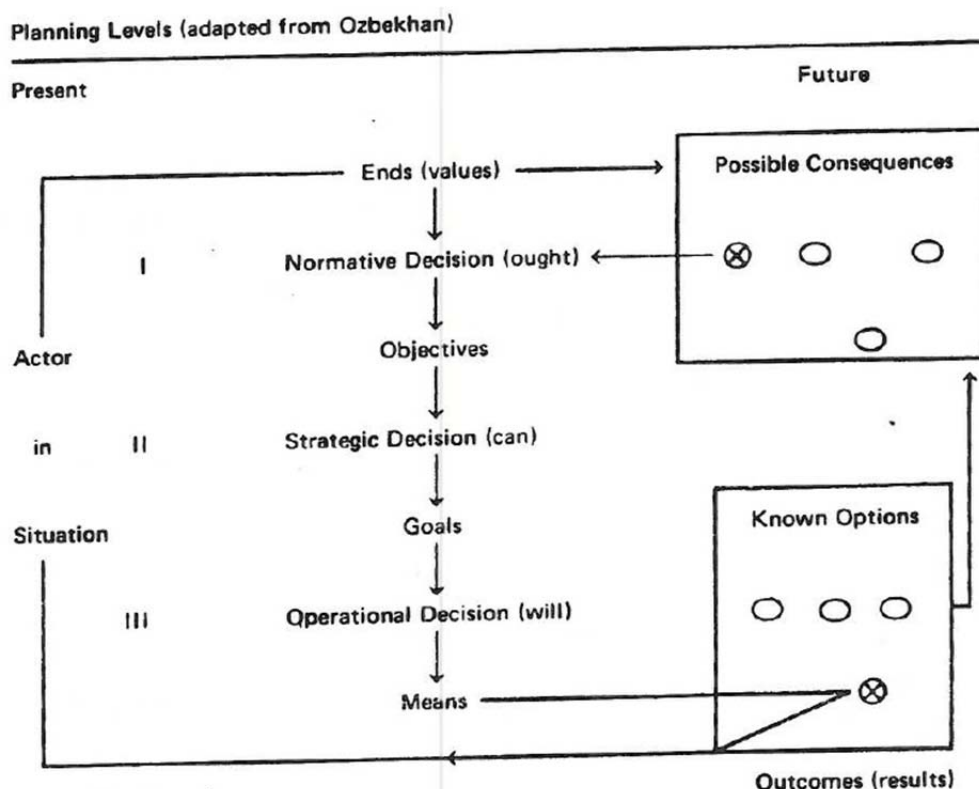 Planning Levels (adapted from Ozbekhan)
Present
Future
Ends (values)
Possible Consequences
I
Normative Decision (ought)
Actor
Objectives
in
II
Strategic Decision (can)
Situation
Goals
Known Options
III
Operational Decision (will)
Means
Outcomes (results)